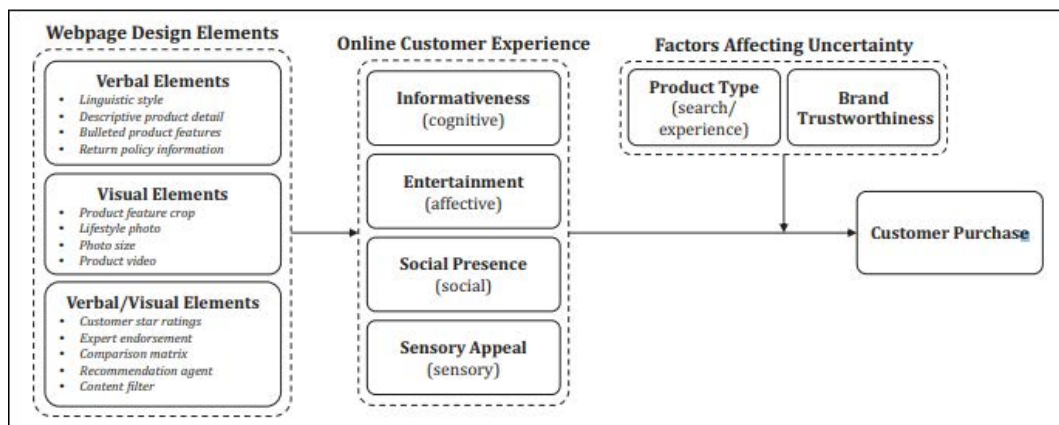 Webpage Design Elements
Verbal Elements
• Linguistic style
• Descriptive product detail
• Bulleted product features
• Return policy information
Visual Elements
• Product feature crop
• Lifestyle photo
• Photo size
• Product video
Verbal/Visual Elements
• Customer star ratings
• Expert endorsement
• Comparison matrix
• Recommendation agent
• Content filter
Online Customer Experience
Informativeness
(cognitive)
Entertainment
(affective)
Social Presence
(social)
Sensory Appeal
(sensory)
Factors Affecting Uncertainty
Product Type
(search/
experience)
Brand
Trustworthiness
Customer Purchase